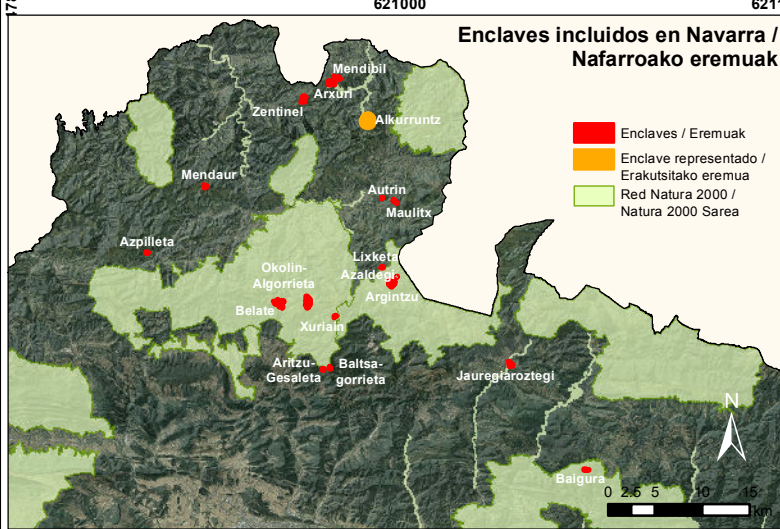 621000
Enclaves incluidos en Navarra /
Nafarroako eremuak
Mendibil
Arxuri
Zentinel
Alkurruntz
Enclaves / Eremuak
Enclave representado /
Erakutsitako eremua
Red Natura 2000 /
Natura 2000 Sarea
Mendaur
Autrin
Maulitx
Azpilleta
Lixketa
Azaldegi
Argintzu
Okolin-
Algorrieta
Belate
Xuriain
Aritzu-
Gesaleta
Baltsa-
gorrieta
Jauregiaroztegi
N
Baigura
0 2.5 5 10 15
km